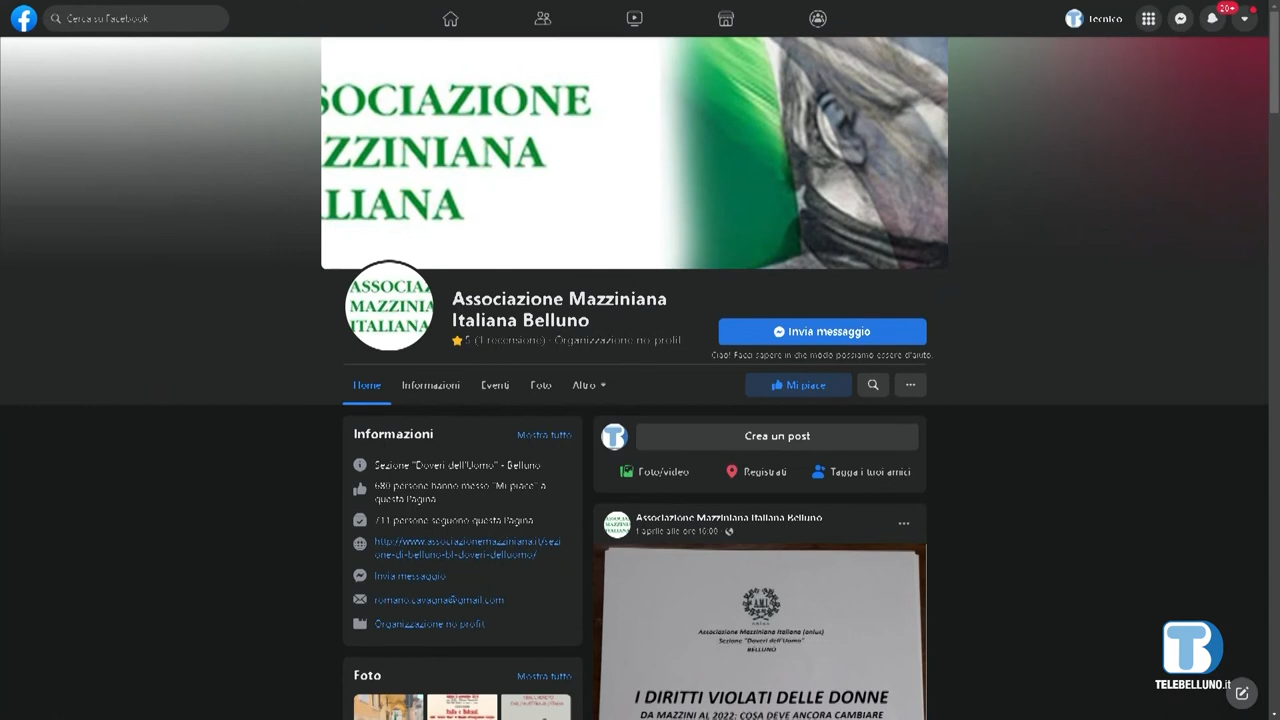 Cerca su Facebook
Tecnico
20+
SOCIAZIONE
ZZINIANA
LIANA
ASSOCIA
MAZZINIA
ITALIANA
Associazione Mazziniana
Italiana Belluno
5 (1 recensione) · Organizzazione no profit
Invia messaggio
Ciao! Facci sapere in che modo possiamo essere d'aiuto.
Home
Informazioni
Eventi
Foto
Altro
Mi piace
Informazioni
Mostra tutto
Sezione "Doveri dell'Uomo" - Belluno
680 persone hanno messo "Mi piace" a
questa Pagina
711 persone seguono questa Pagina
http://www.associazionemazziniana.it/sezi
one-di-belluno-bl-doveri-delluomo/
Invia messaggio
romano.cavagna@gmail.com
Organizzazione no profit
Foto
Mostra tutto
Crea un post
Foto/video
Registrati
Tagga i tuoi amici
Associazione Mazziniana Italiana Belluno
1 aprile alle ore 16:00
A.M.I.
Associazione Mazziniana Italiana (onlus)
Sezione "Doveri dell'Uomo"
BELLUNO
I DIRITTI VIOLATI DELLE DONNE
DA MAZZINI AL 2022: COSA DEVE ANCORA CAMBIARE
TELEBELLUNO.it